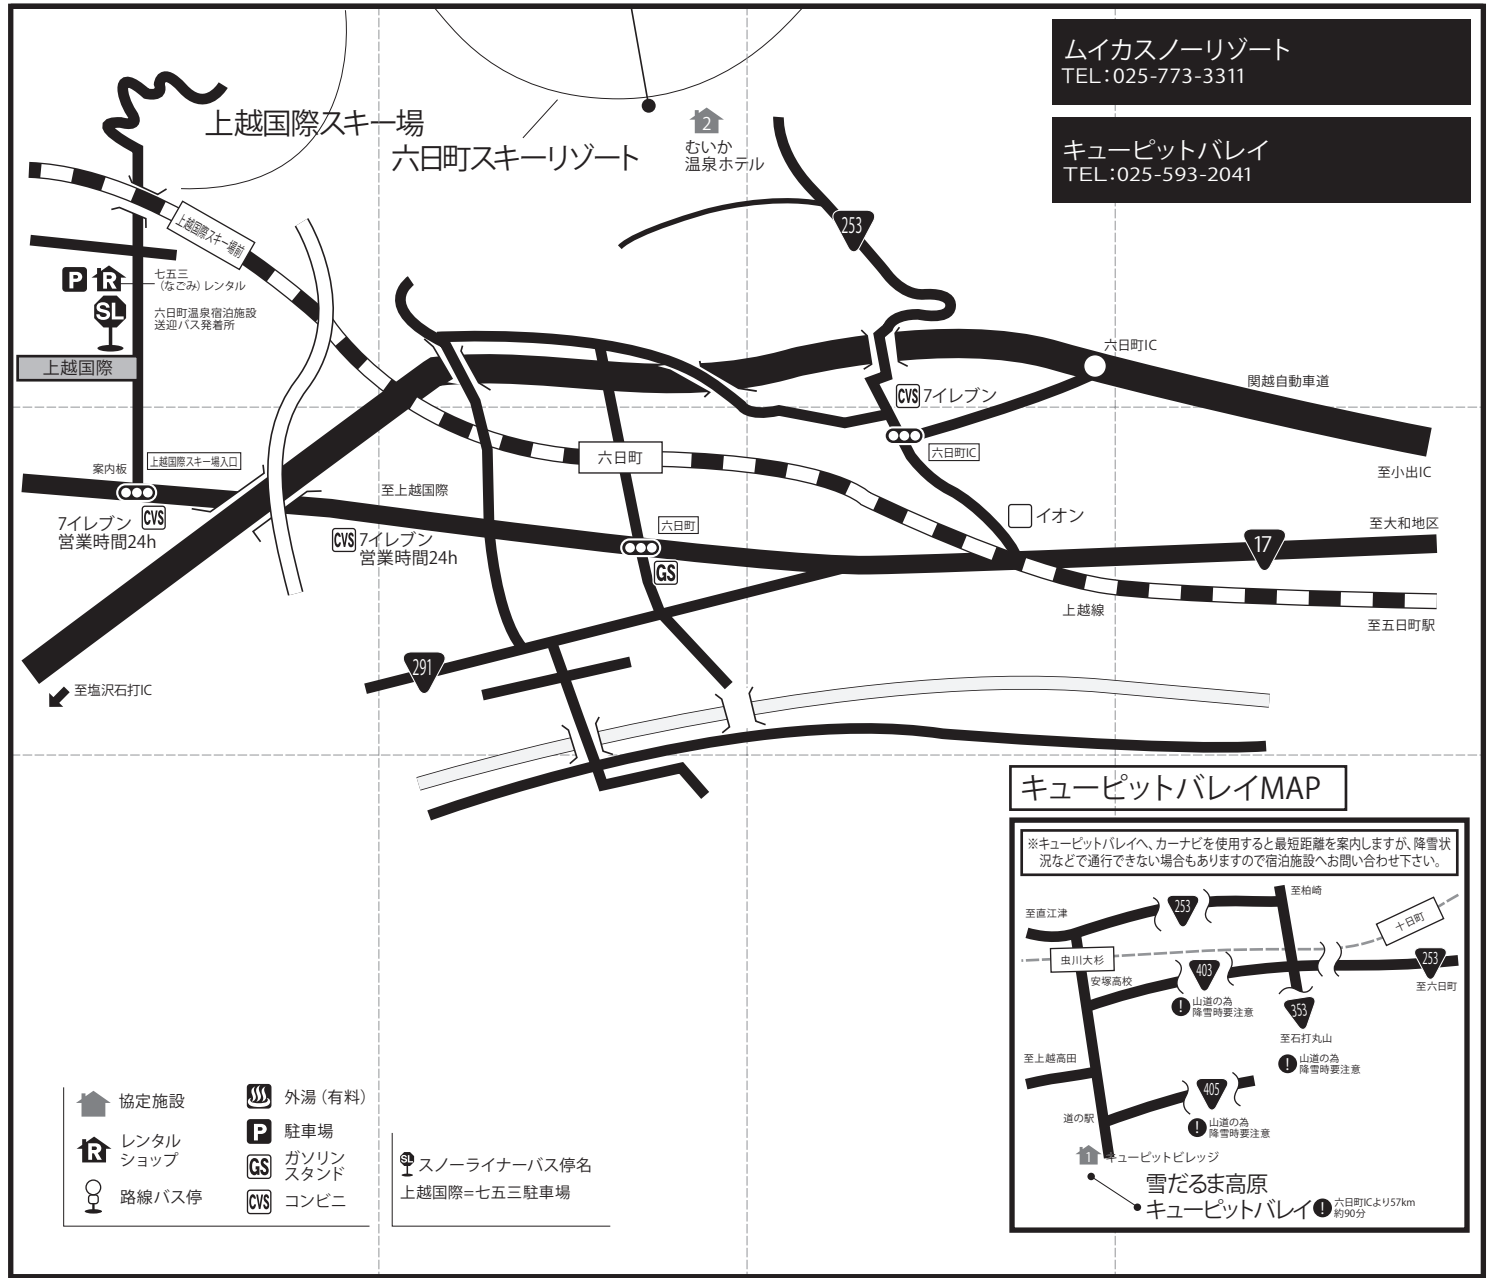 ムイカスノーリゾート
TEL：025-773-3311
キューピットバレイ
TEL：025-593-2041
上越国際スキー場
六日町スキーリゾート
2
むいか
温泉ホテル
253
上越国際スキー場前
P
R
七五三
（なごみ）レンタル
SL
六日町温泉宿泊施設
送迎バス発着所
上越国際
六日町IC
関越自動車道
CVS
7イレブン
六日町IC
至小出IC
案内板
上越国際スキー場入口
六日町
至上越国際
イオン
至大和地区
7イレブン
営業時間24h
CVS
CVS
7イレブン
営業時間24h
六日町
GS
17
上越線
至五日町駅
291
至塩沢石打IC
キューピットバレイMAP
※キューピットバレイへ、カーナビを使用すると最短距離を案内しますが、降雪状
況などで通行できない場合もありますので宿泊施設へお問い合わせ下さい。
至直江津
253
至柏崎
十日町
虫川大杉
安塚高校
403
253
至六日町
!
山道の為
降雪時要注意
353
至石打丸山
至上越高田
!
山道の為
降雪時要注意
405
道の駅
!
山道の為
降雪時要注意
1
キューピットビレッジ
雪だるま高原
キューピットバレイ
!
六日町ICより57km
約90分
協定施設
R
レンタル
ショップ
路線バス停
外湯（有料）
P
駐車場
GS
ガソリン
スタンド
CVS
コンビニ
SL
スノーライナーバス停名
上越国際=七五三駐車場